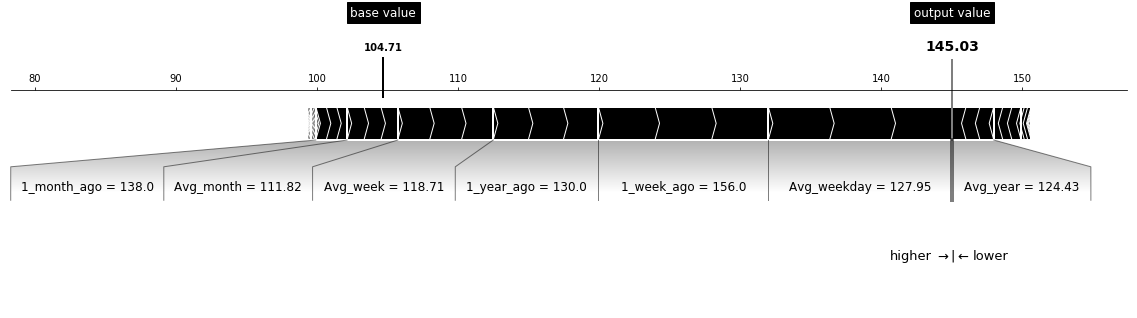 base value output value
104.71 145.03
80 90 100 110 120 130 140 150
1_month_ago = 138.0 Avg_month = 111.82 Avg_week = 118.71 1_year_ago = 130.0 1_week_ago = 156.0 Avg_weekday = 127.95 Avg_year = 124.43
higher →|← lower